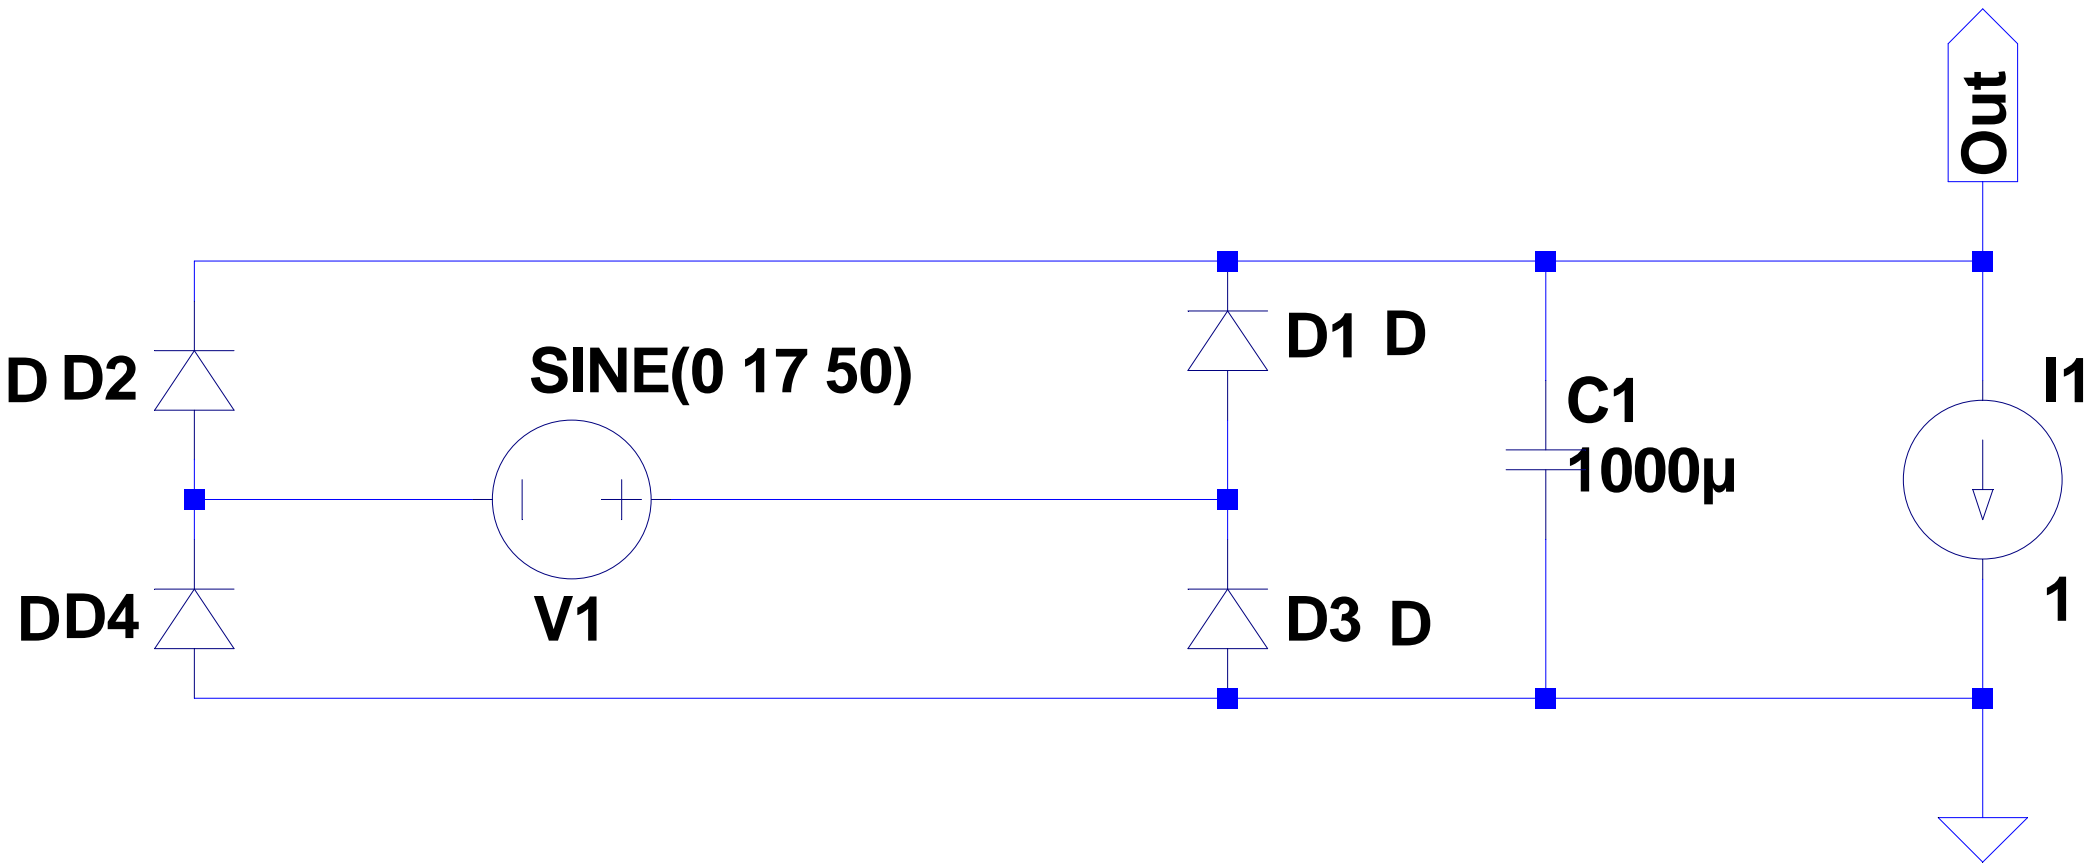 Out
D D2
SINE(0 17 50)
D1 D
C1
1000µ
I1
DD4
V1
D3 D
1